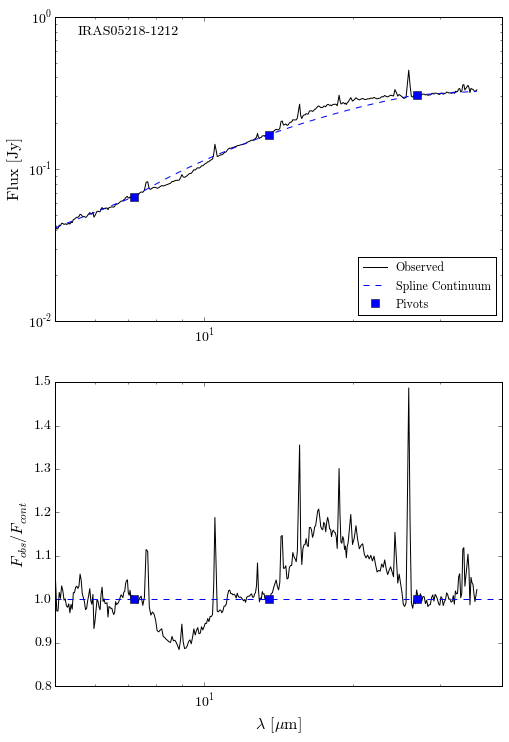 10^0
IRAS05218-1212
Flux [Jy]
10^-1
Observed
Spline Continuum
Pivots
10^-2
10^1
1.5
1.4
1.3
1.2
F_obs/F_cont
1.1
1.0
0.9
0.8
10^1
λ [μm]